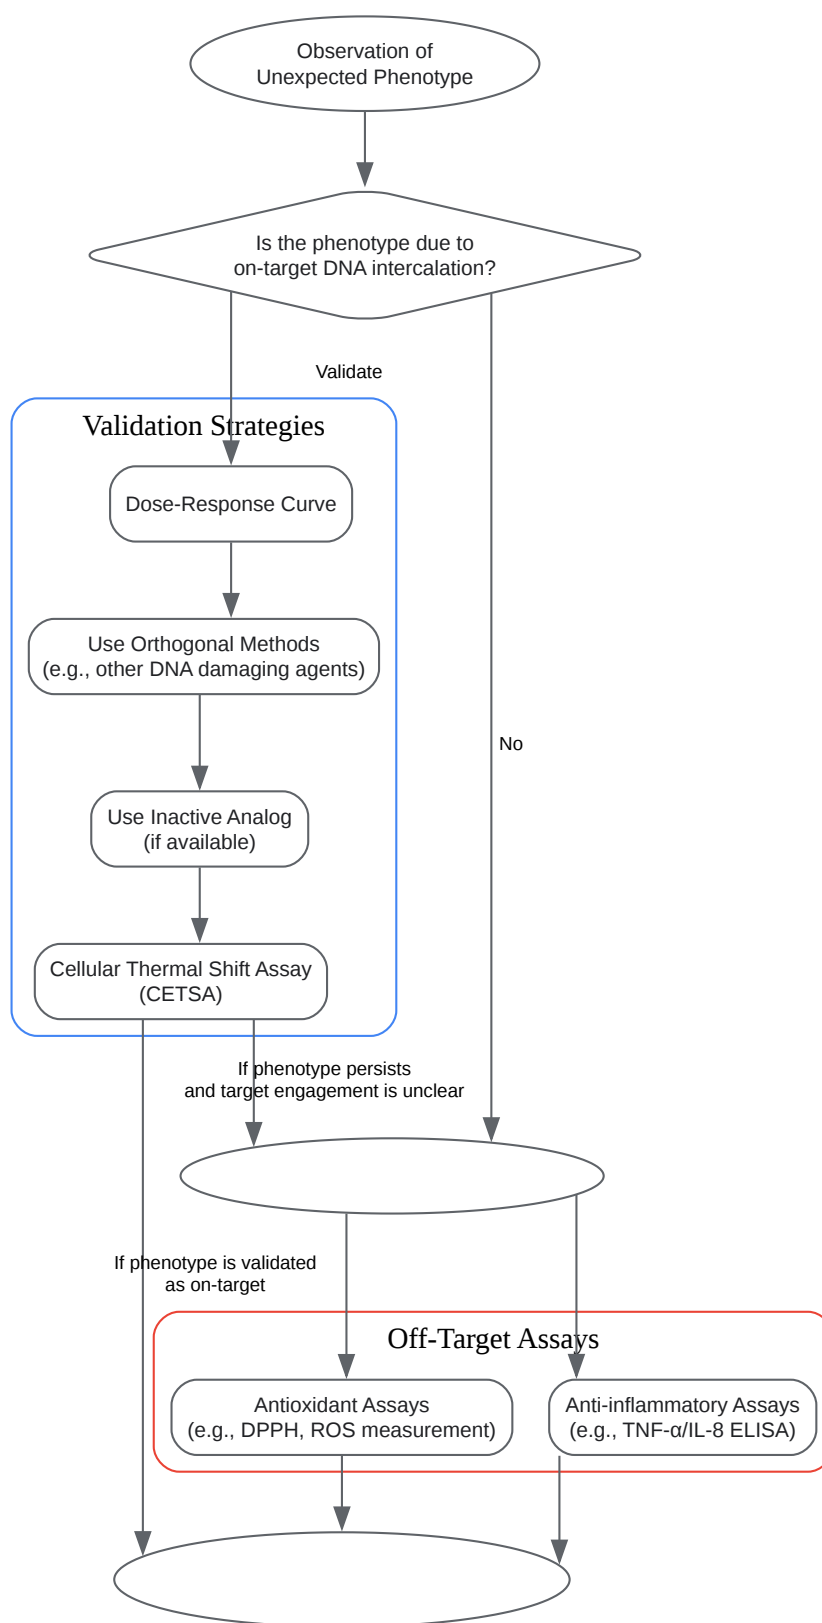 Observation of
Unexpected Phenotype
Is the phenotype due to
on-target DNA intercalation?
Validate
Validation Strategies
Dose-Response Curve
Use Orthogonal Methods
(e.g., other DNA damaging agents)
No
Use Inactive Analog
(if available)
Cellular Thermal Shift Assay
(CETSA)
If phenotype persists
and target engagement is unclear
If phenotype is validated
as on-target
Off-Target Assays
Antioxidant Assays
(e.g., DPPH, ROS measurement)
Anti-inflammatory Assays
(e.g., TNF-α/IL-8 ELISA)